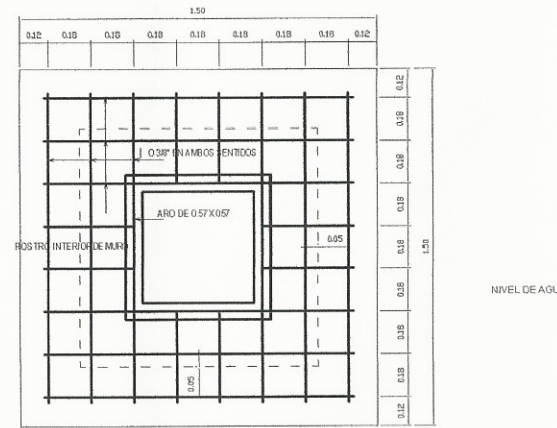 1.50
0.12 0.18 0.18 0.18 0.18 0.18 0.18 0.18 0.12
0.12
0.18
0.18
O 3/8" EN AMBOS SENTIDOS
0.18
ARO DE 0.57 X 0.57
ROSTRO INTERIOR DE MURO
0.05
0.18
1.50
0.18
NIVEL DE AGU
0.18
0.18
0.05
0.12